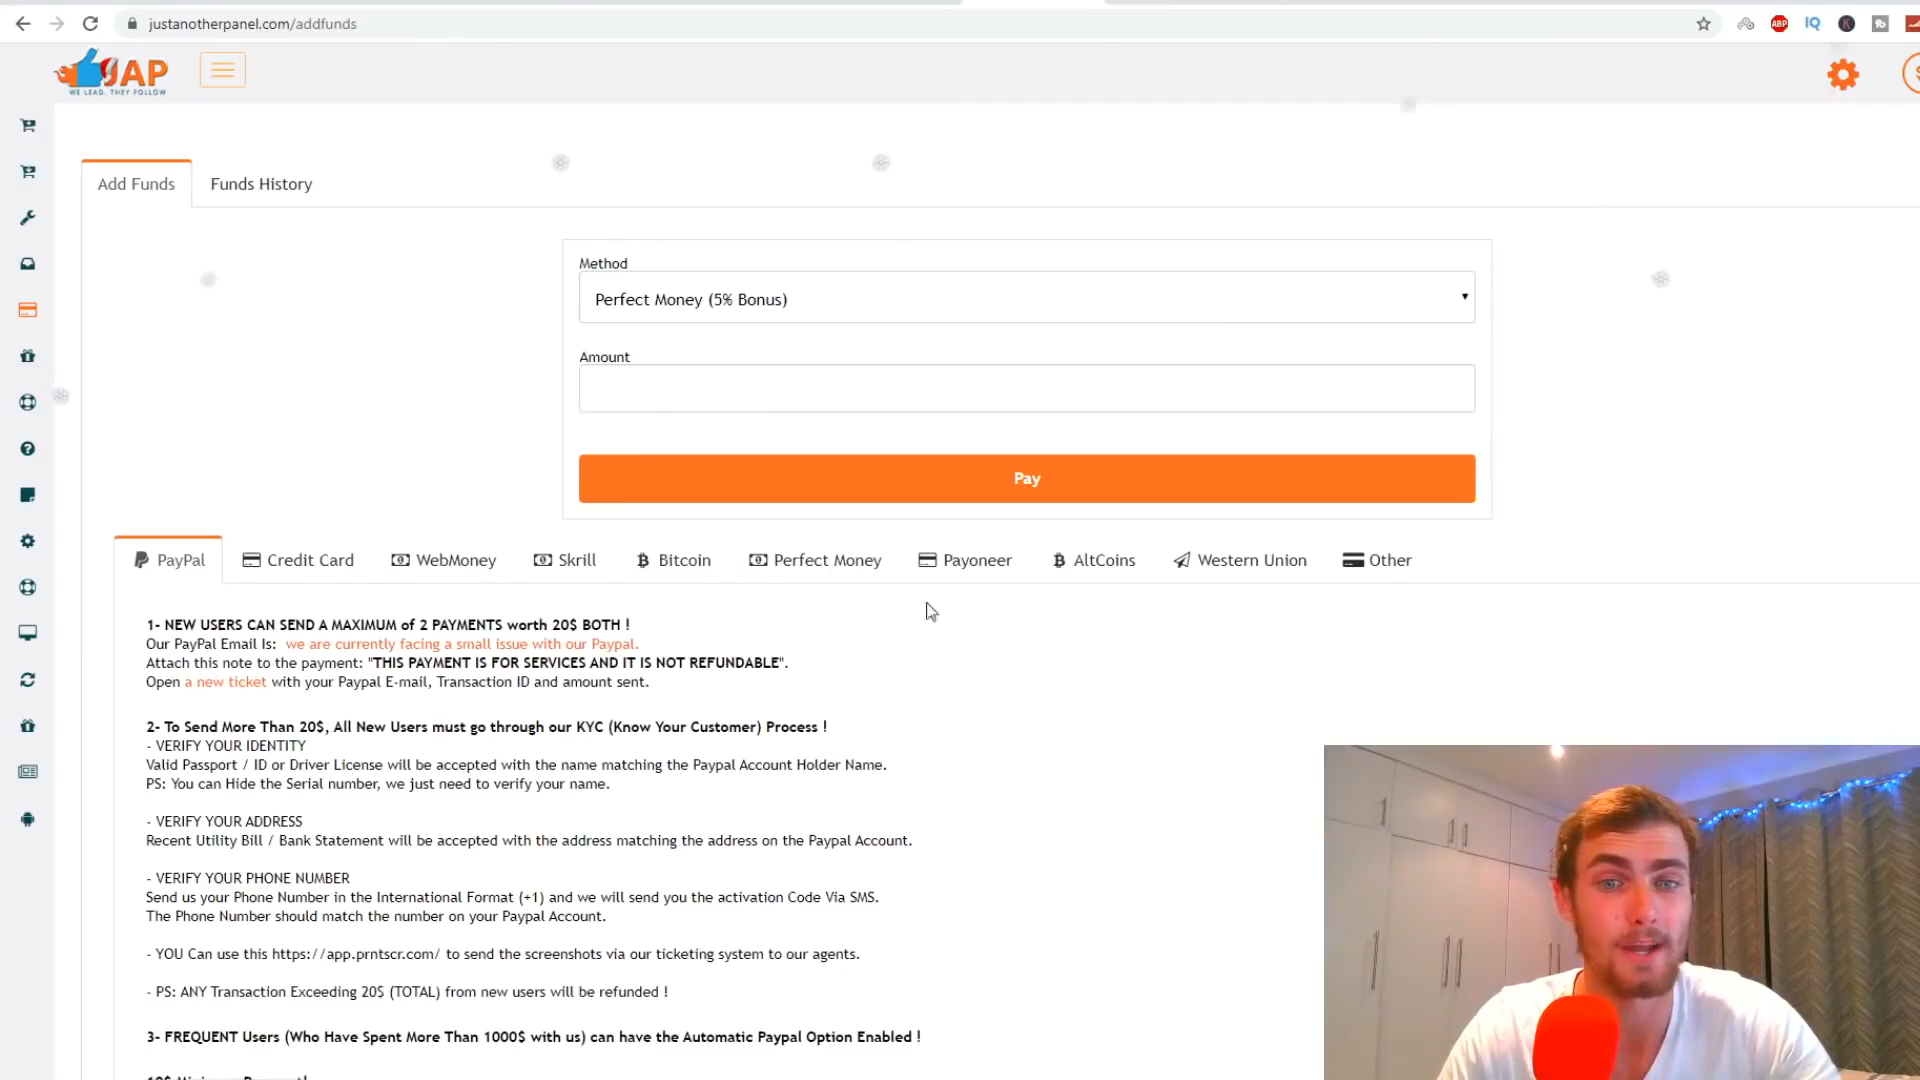 justanotherpanel.com/addfunds
ABP
IQ
JAP
WE LEAD. THEY FOLLOW
Add Funds
Funds History
Method
Perfect Money (5% Bonus)
Amount
Pay
PayPal
Credit Card
WebMoney
Skrill
Bitcoin
Perfect Money
Payoneer
AltCoins
Western Union
Other
1- NEW USERS CAN SEND A MAXIMUM of 2 PAYMENTS worth 20$ BOTH !
Our PayPal Email Is: we are currently facing a small issue with our Paypal.
Attach this note to the payment: "THIS PAYMENT IS FOR SERVICES AND IT IS NOT REFUNDABLE".
Open a new ticket with your Paypal E-mail, Transaction ID and amount sent.
2- To Send More Than 20$, All New Users must go through our KYC (Know Your Customer) Process !
- VERIFY YOUR IDENTITY
Valid Passport / ID or Driver License will be accepted with the name matching the Paypal Account Holder Name.
PS: You can Hide the Serial number, we just need to verify your name.
- VERIFY YOUR ADDRESS
Recent Utility Bill / Bank Statement will be accepted with the address matching the address on the Paypal Account.
- VERIFY YOUR PHONE NUMBER
Send us your Phone Number in the International Format (+1) and we will send you the activation Code Via SMS.
The Phone Number should match the number on your Paypal Account.
- YOU Can use this https://app.prntscr.com/ to send the screenshots via our ticketing system to our agents.
- PS: ANY Transaction Exceeding 20$ (TOTAL) from new users will be refunded !
3- FREQUENT Users (Who Have Spent More Than 1000$ with us) can have the Automatic Paypal Option Enabled !
10$ Minimum Payment!